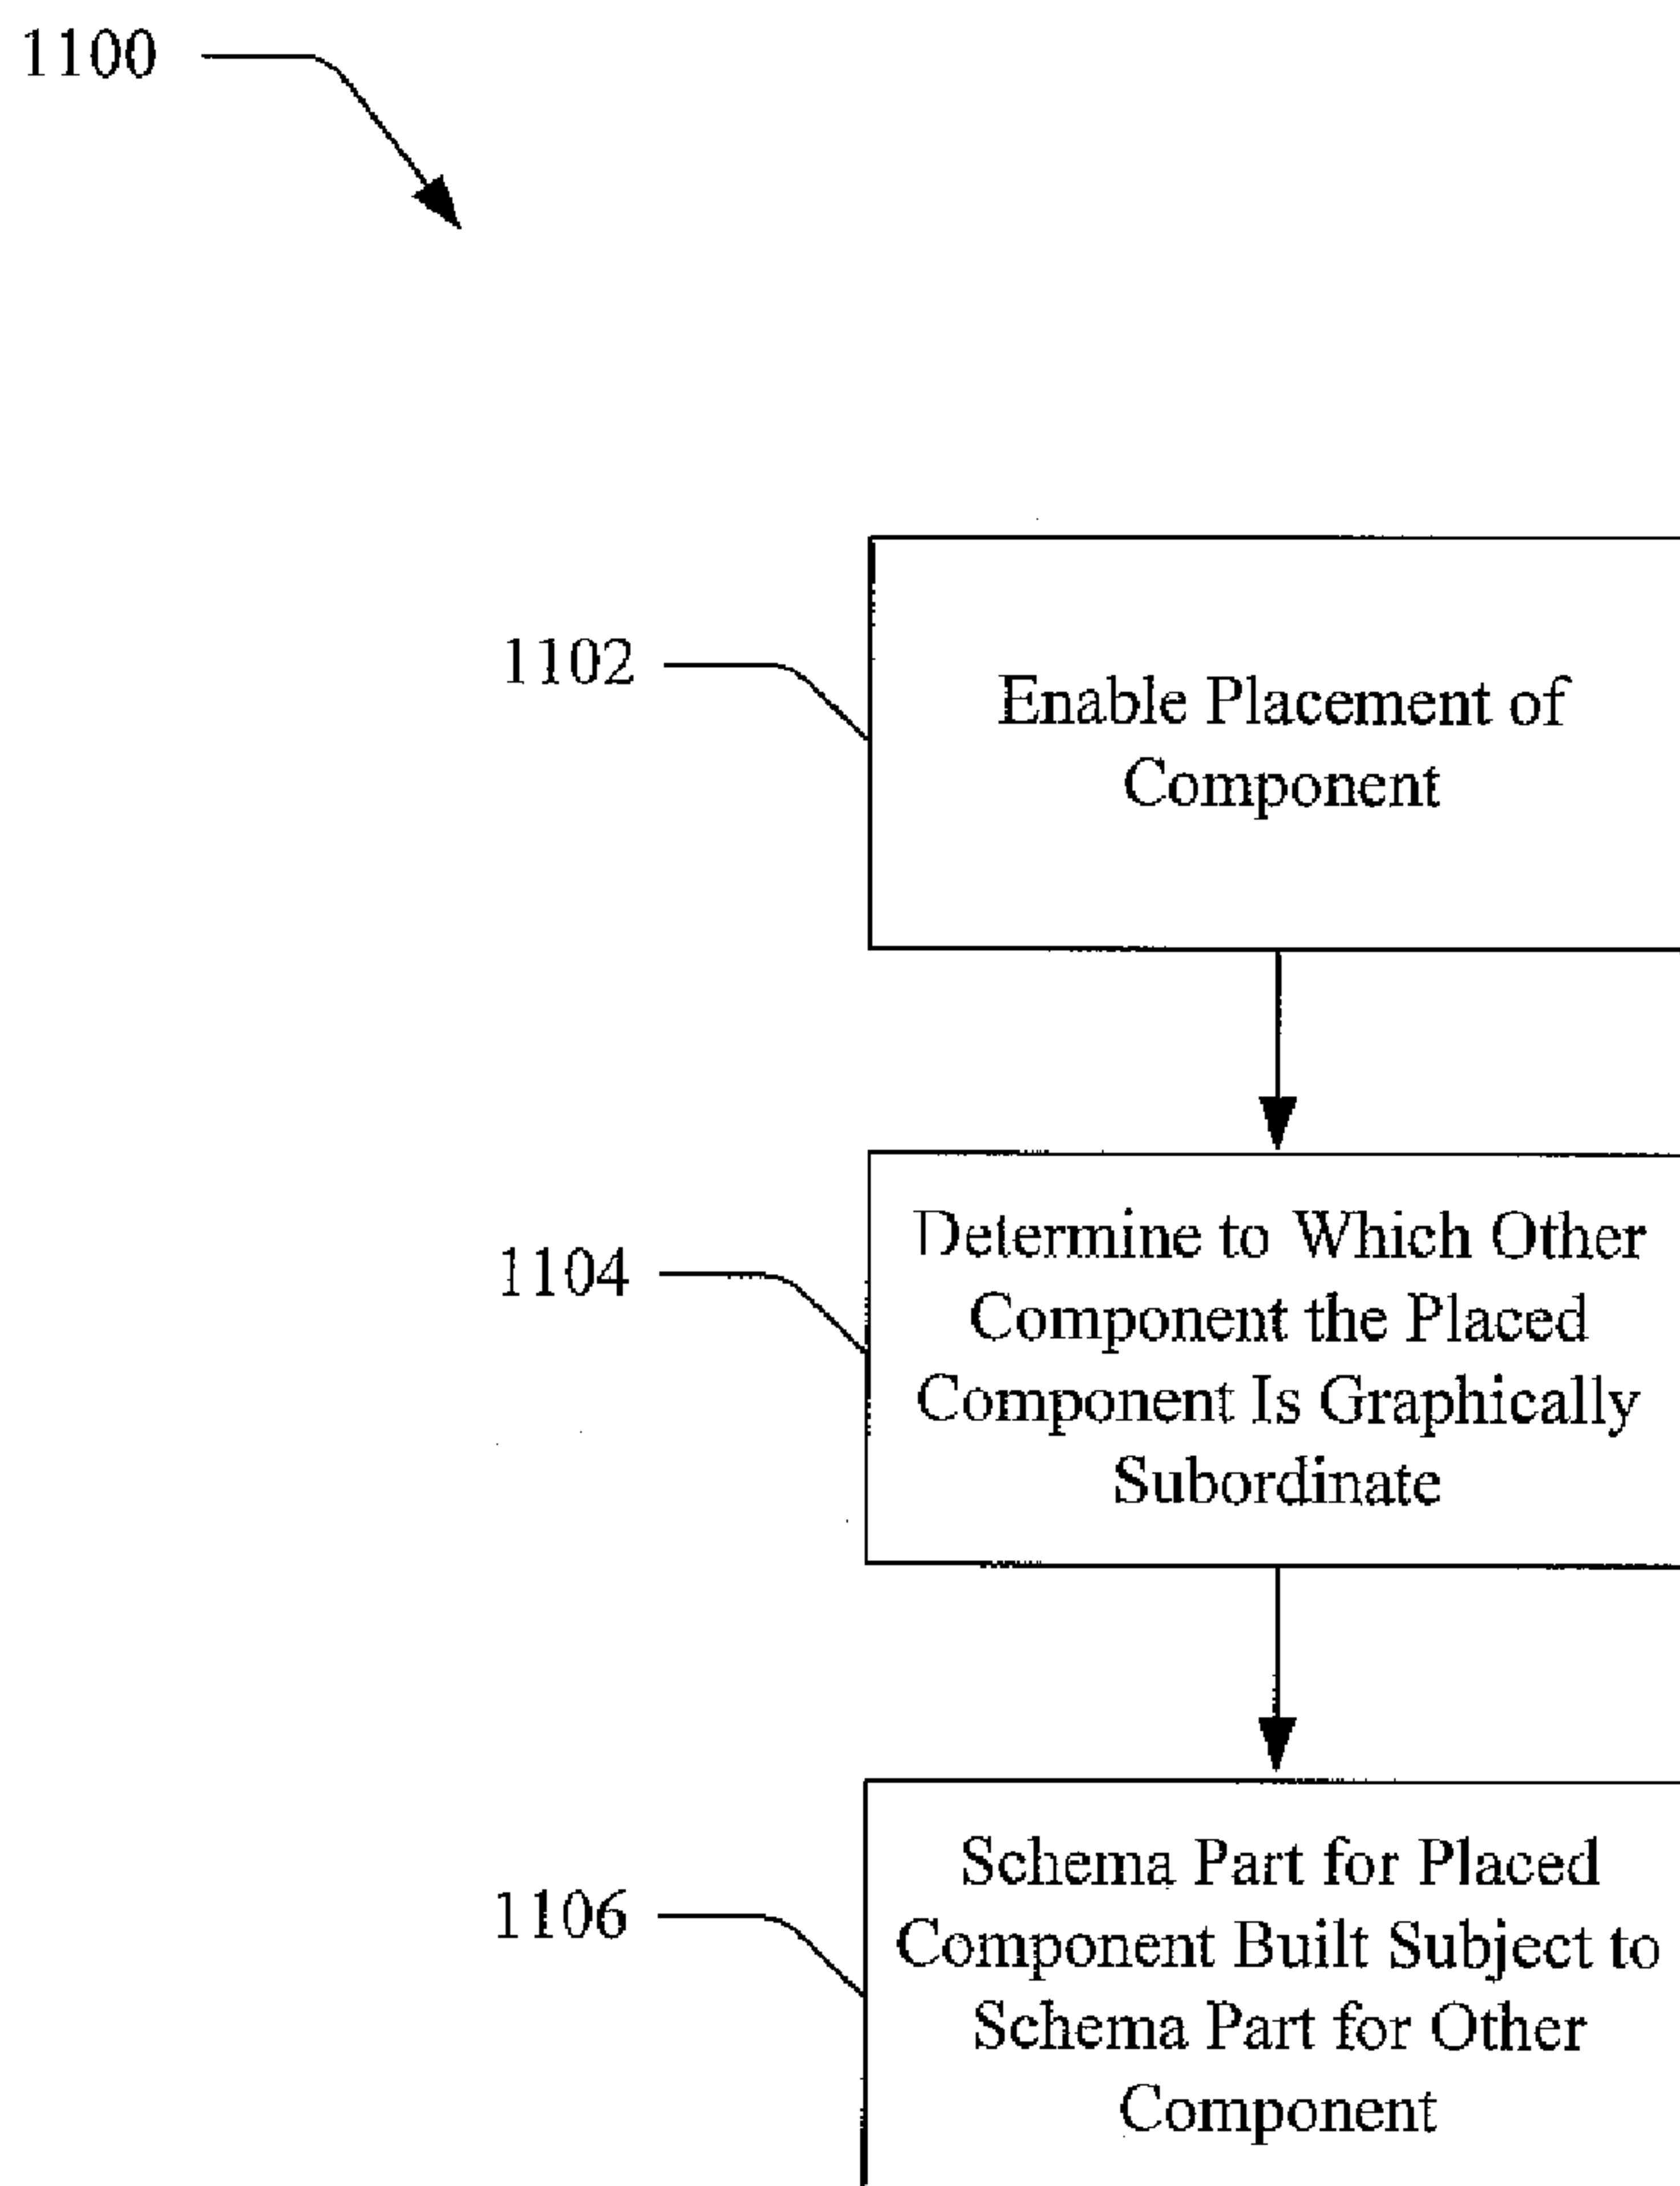 1100
1102
Enable Placement of
Component
1104
Determine to Which Other
Component the Placed
Component Is Graphically
Subordinate
1106
Schema Part for Placed
Component Built Subject to
Schema Part for Other
Component